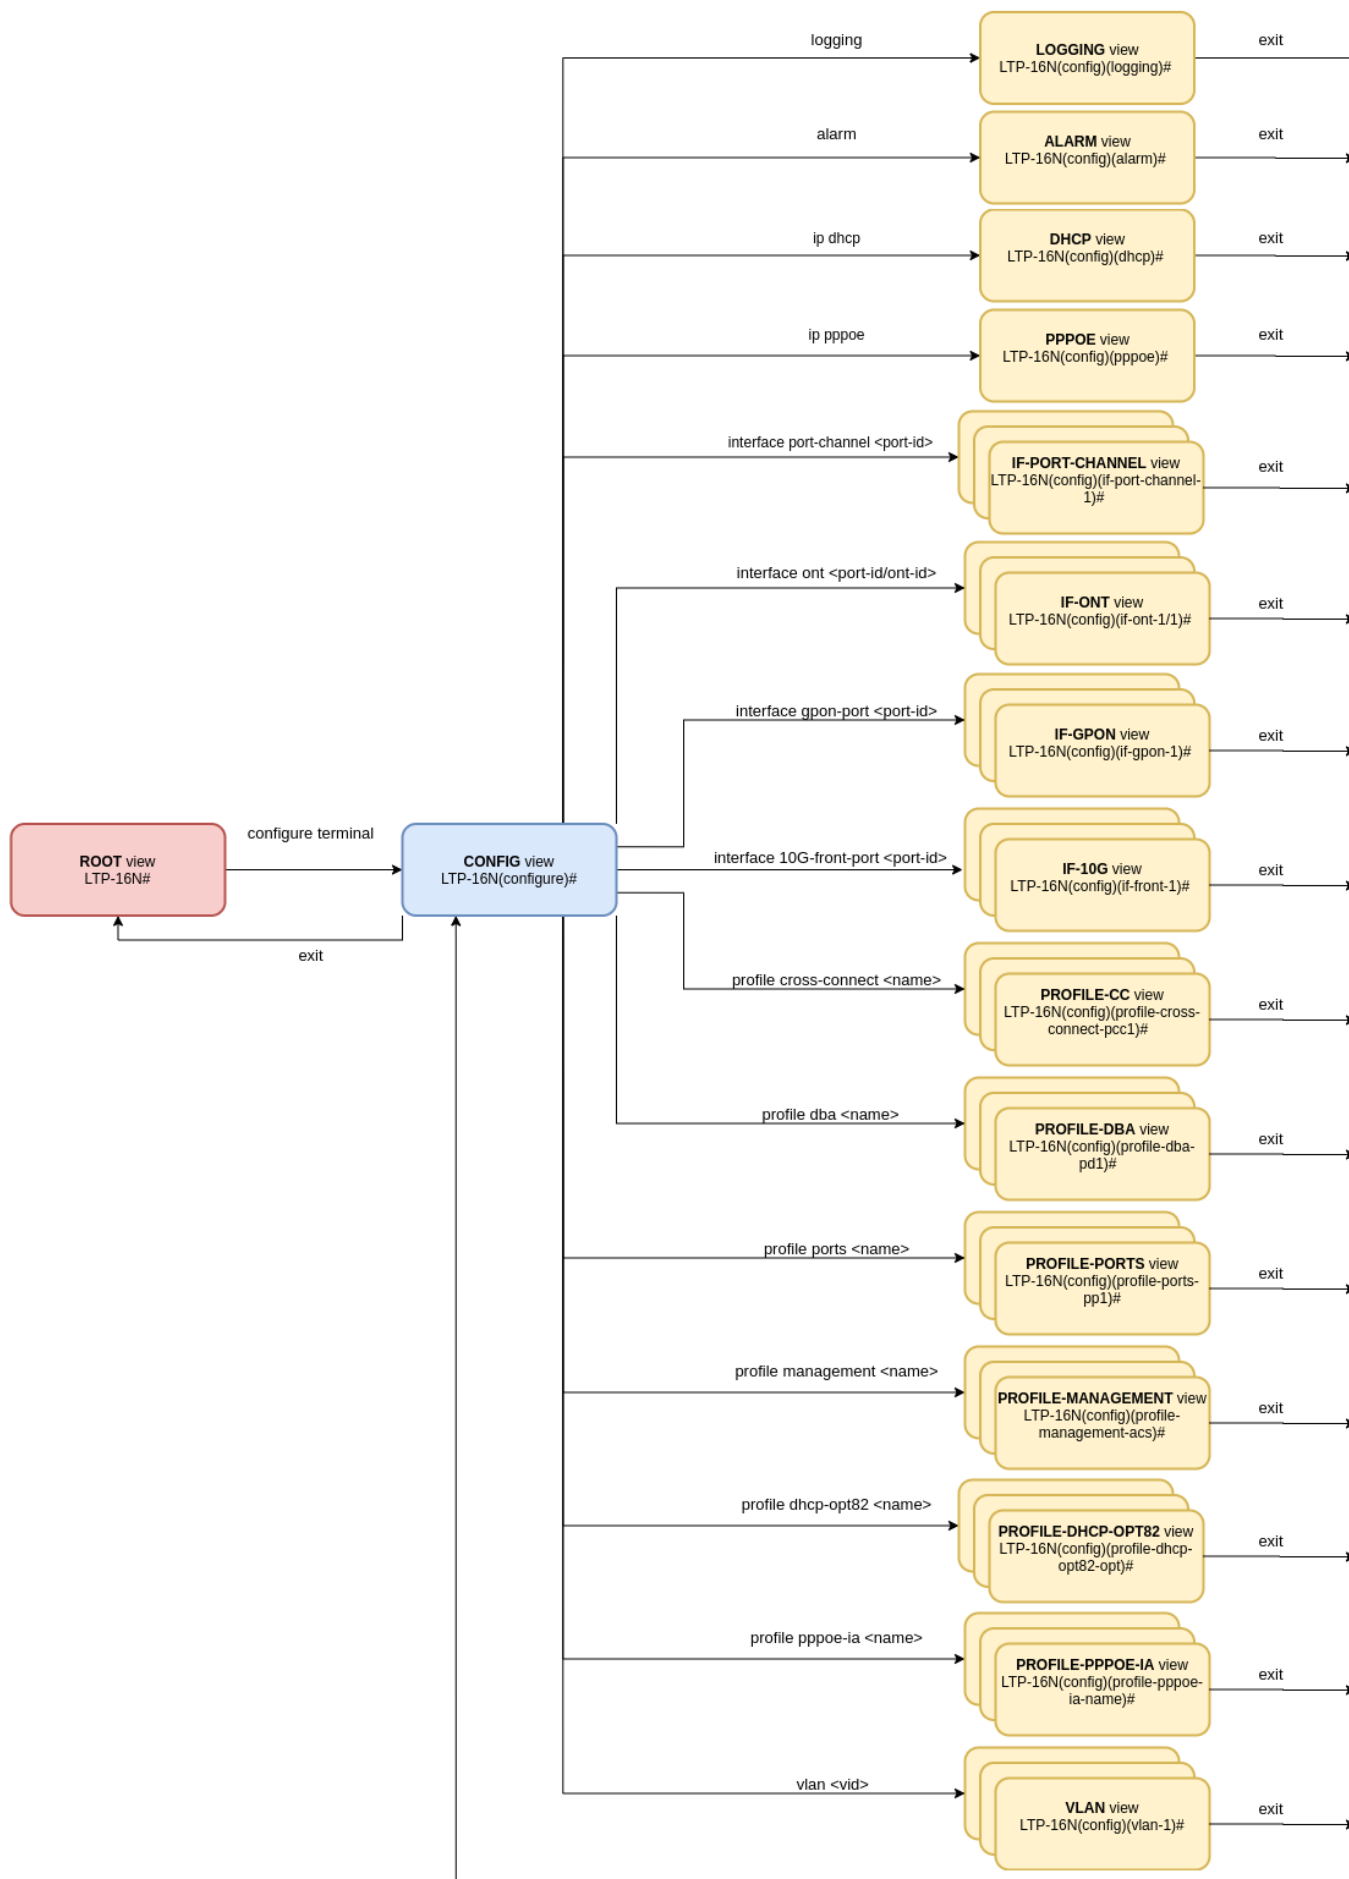 logging
LOGGING view
LTP-16N(config)(logging)#
exit
alarm
ALARM view
LTP-16N(config)(alarm)#
exit
ip dhcp
DHCP view
LTP-16N(config)(dhcp)#
exit
ip pppoe
PPPOE view
LTP-16N(config)(pppoe)#
exit
interface port-channel <port-id>
IF-PORT-CHANNEL view
LTP-16N(config)(if-port-channel-
1)#
exit
interface ont <port-id/ont-id>
IF-ONT view
LTP-16N(config)(if-ont-1/1)#
exit
interface gpon-port <port-id>
IF-GPON view
LTP-16N(config)(if-gpon-1)#
exit
ROOT view
LTP-16N#
configure terminal
exit
CONFIG view
LTP-16N(configure)#
interface 10G-front-port <port-id>
IF-10G view
LTP-16N(config)(if-front-1)#
exit
profile cross-connect <name>
PROFILE-CC view
LTP-16N(config)(profile-cross-
connect-pcc1)#
exit
profile dba <name>
PROFILE-DBA view
LTP-16N(config)(profile-dba-
pd1)#
exit
profile ports <name>
PROFILE-PORTS view
LTP-16N(config)(profile-ports-
pp1)#
exit
profile management <name>
PROFILE-MANAGEMENT view
LTP-16N(config)(profile-
management-acs)#
exit
profile dhcp-opt82 <name>
PROFILE-DHCP-OPT82 view
LTP-16N(config)(profile-dhcp-
opt82-opt)#
exit
profile pppoe-ia <name>
PROFILE-PPPOE-IA view
LTP-16N(config)(profile-pppoe-
ia-name)#
exit
vlan <vid>
VLAN view
LTP-16N(config)(vlan-1)#
exit